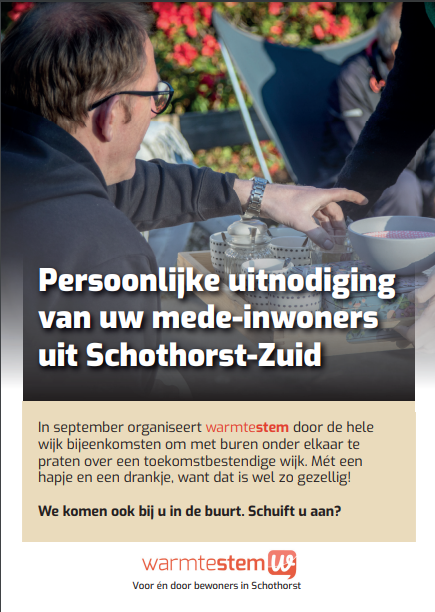 Persoonlijke uitnodiging
van uw mede-inwoners
uit Schothorst-Zuid
In september organiseert warmtestem door de hele
wijk bijeenkomsten om met buren onder elkaar te
praten over een toekomstbestendige wijk. Mét een
hapje en een drankje, want dat is wel zo gezellig!
We komen ook bij u in de buurt. Schuift u aan?
warmtestem w
Voor én door bewoners in Schothorst